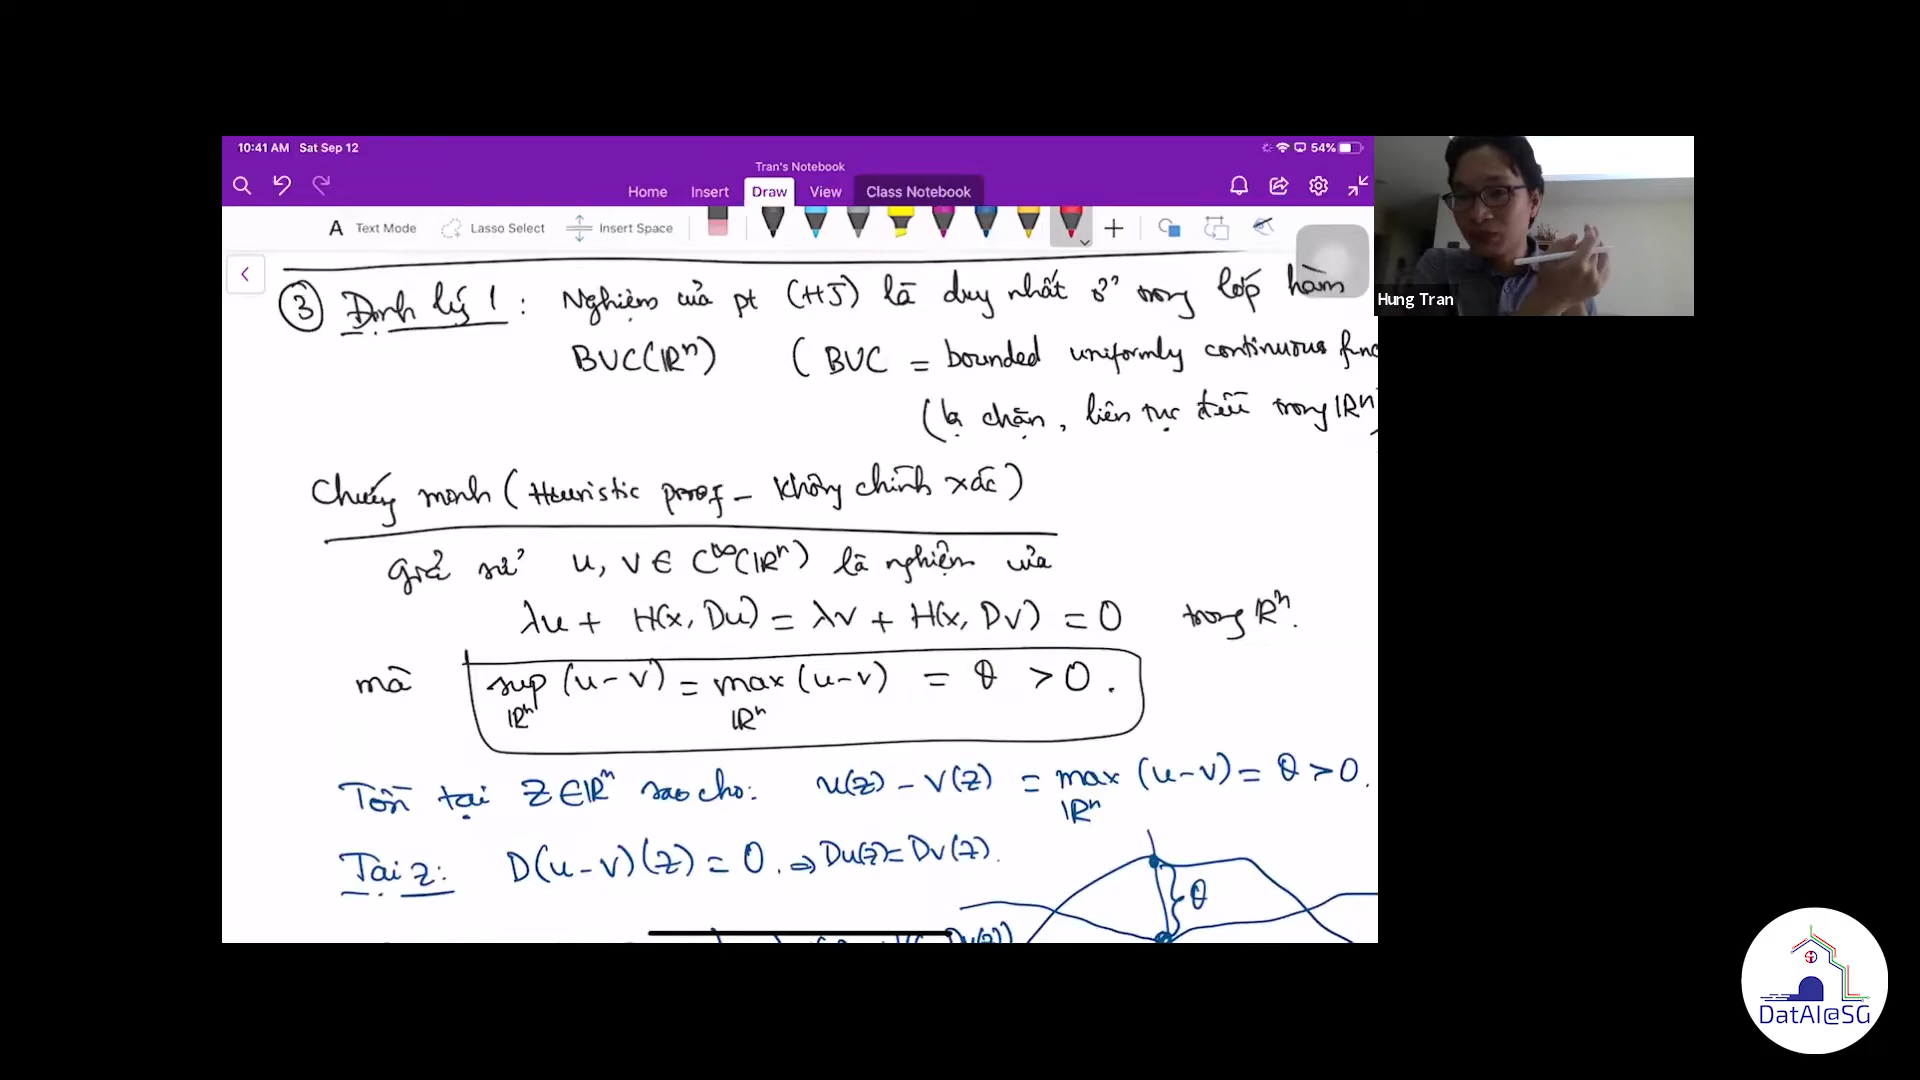 10:41 AM Sat Sep 12
54%
Tran's Notebook
Home Insert Draw View Class Notebook
A Text Mode Lasso Select Insert Space
Hung Tran
③ Định lý 1 : Nghiệm của pt (HJ) là duy nhất ở trong lớp hàm
BUC(ℝⁿ) ( BUC = bounded uniformly continuous func
(bị chặn, liên tục đều trong ℝⁿ)
Chứng minh ( Heuristic proof - không chính xác )
Giả sử u, v ∈ C^∞(ℝⁿ) là nghiệm của
λu + H(x, Du) = λv + H(x, Dv) = 0 trong ℝⁿ.
mà sup (u-v) = max (u-v) = θ > 0 .
ℝⁿ ℝⁿ
Tồn tại z ∈ ℝⁿ sao cho: u(z) - v(z) = max (u-v) = θ > 0.
ℝⁿ
Tại z: D(u-v)(z) = 0. ⇒ Du(z) = Dv(z).
θ
DatAI@SG